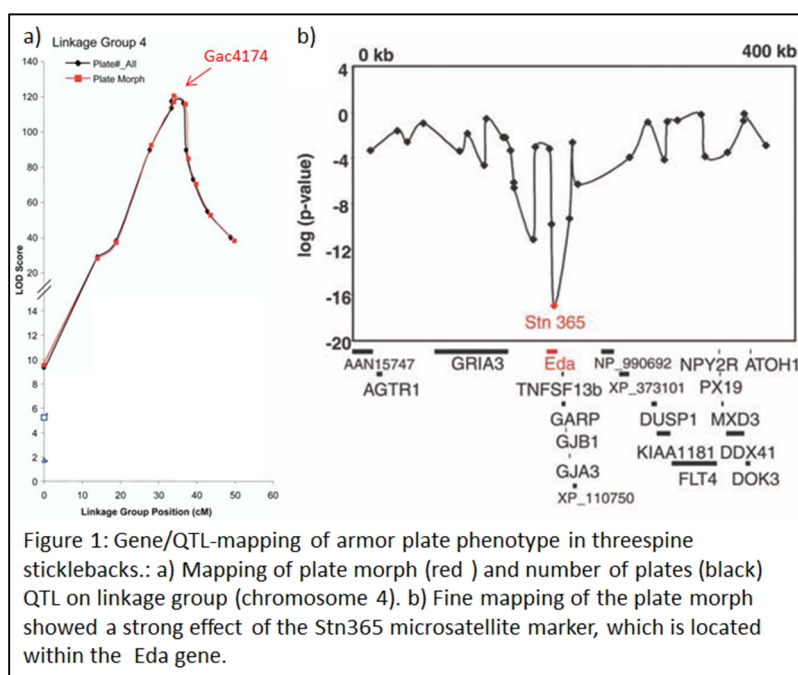 a)
Linkage Group 4
Plate#_All
Plate Morph
Gac4174
LOD Score
140
120
100
80
60
40
20
14
12
10
8
6
4
2
0
0 10 20 30 40 50 60
Linkage Group Position (cM)
b)
0 kb 400 kb
log (p-value)
4
0
-4
-8
-12
-16
-20
Stn 365
AAN15747 GRIA3 Eda NP_990692 NPY2R ATOH1
AGTR1 TNFSF13b XP_373101 PX19
GARP DUSP1 MXD3
GJB1
KIAA1181 DDX41
GJA3
FLT4 DOK3
XP_110750
Figure 1: Gene/QTL-mapping of armor plate phenotype in threespine
sticklebacks.: a) Mapping of plate morph (red ) and number of plates (black)
QTL on linkage group (chromosome 4). b) Fine mapping of the plate morph
showed a strong effect of the Stn365 microsatellite marker, which is located
within the Eda gene.